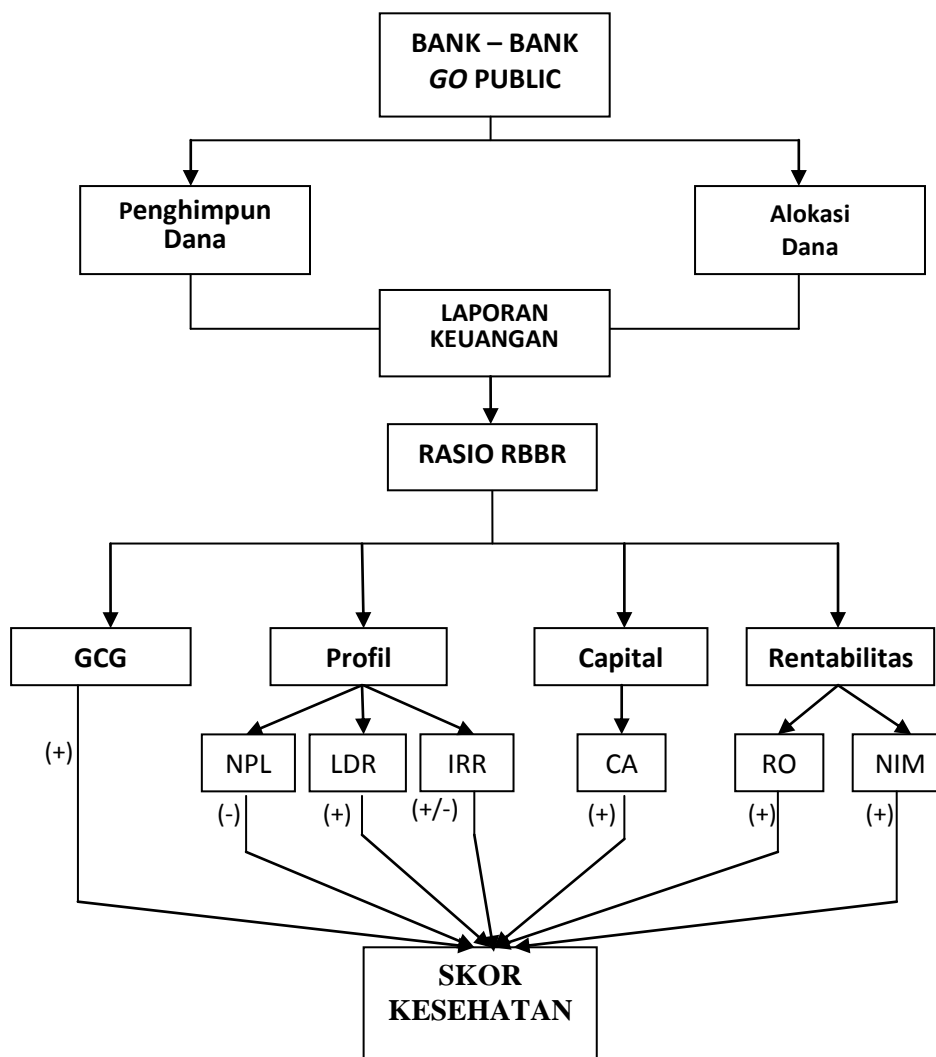 BANK – BANK
GO PUBLIC
Penghimpun
Dana
Alokasi
Dana
LAPORAN
KEUANGAN
RASIO RBBR
GCG
Profil
Capital
Rentabilitas
(+)
NPL
LDR
IRR
CA
RO
NIM
(-)
(+)
(+/-)
(+)
(+)
(+)
SKOR
KESEHATAN